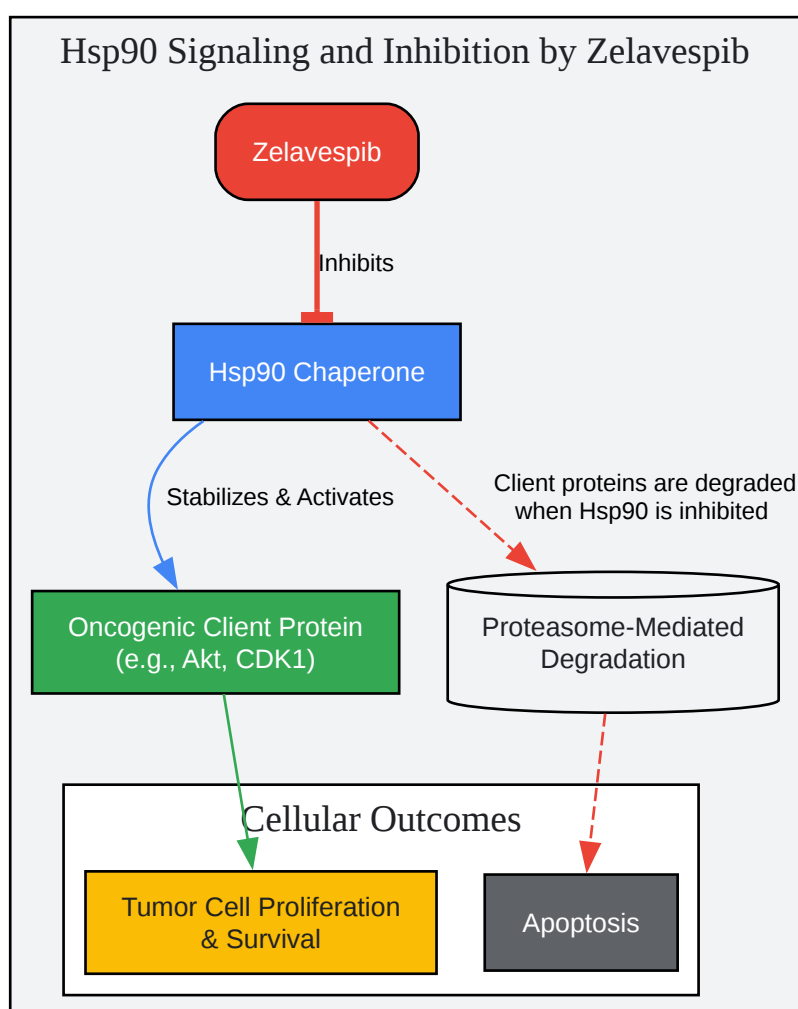 Hsp90 Signaling and Inhibition by Zelavespib
Zelavespib
Inhibits
Hsp90 Chaperone
Stabilizes & Activates
Client proteins are degraded
when Hsp90 is inhibited
Oncogenic Client Protein
(e.g., Akt, CDK1)
Proteasome-Mediated
Degradation
Cellular Outcomes
Tumor Cell Proliferation
& Survival
Apoptosis